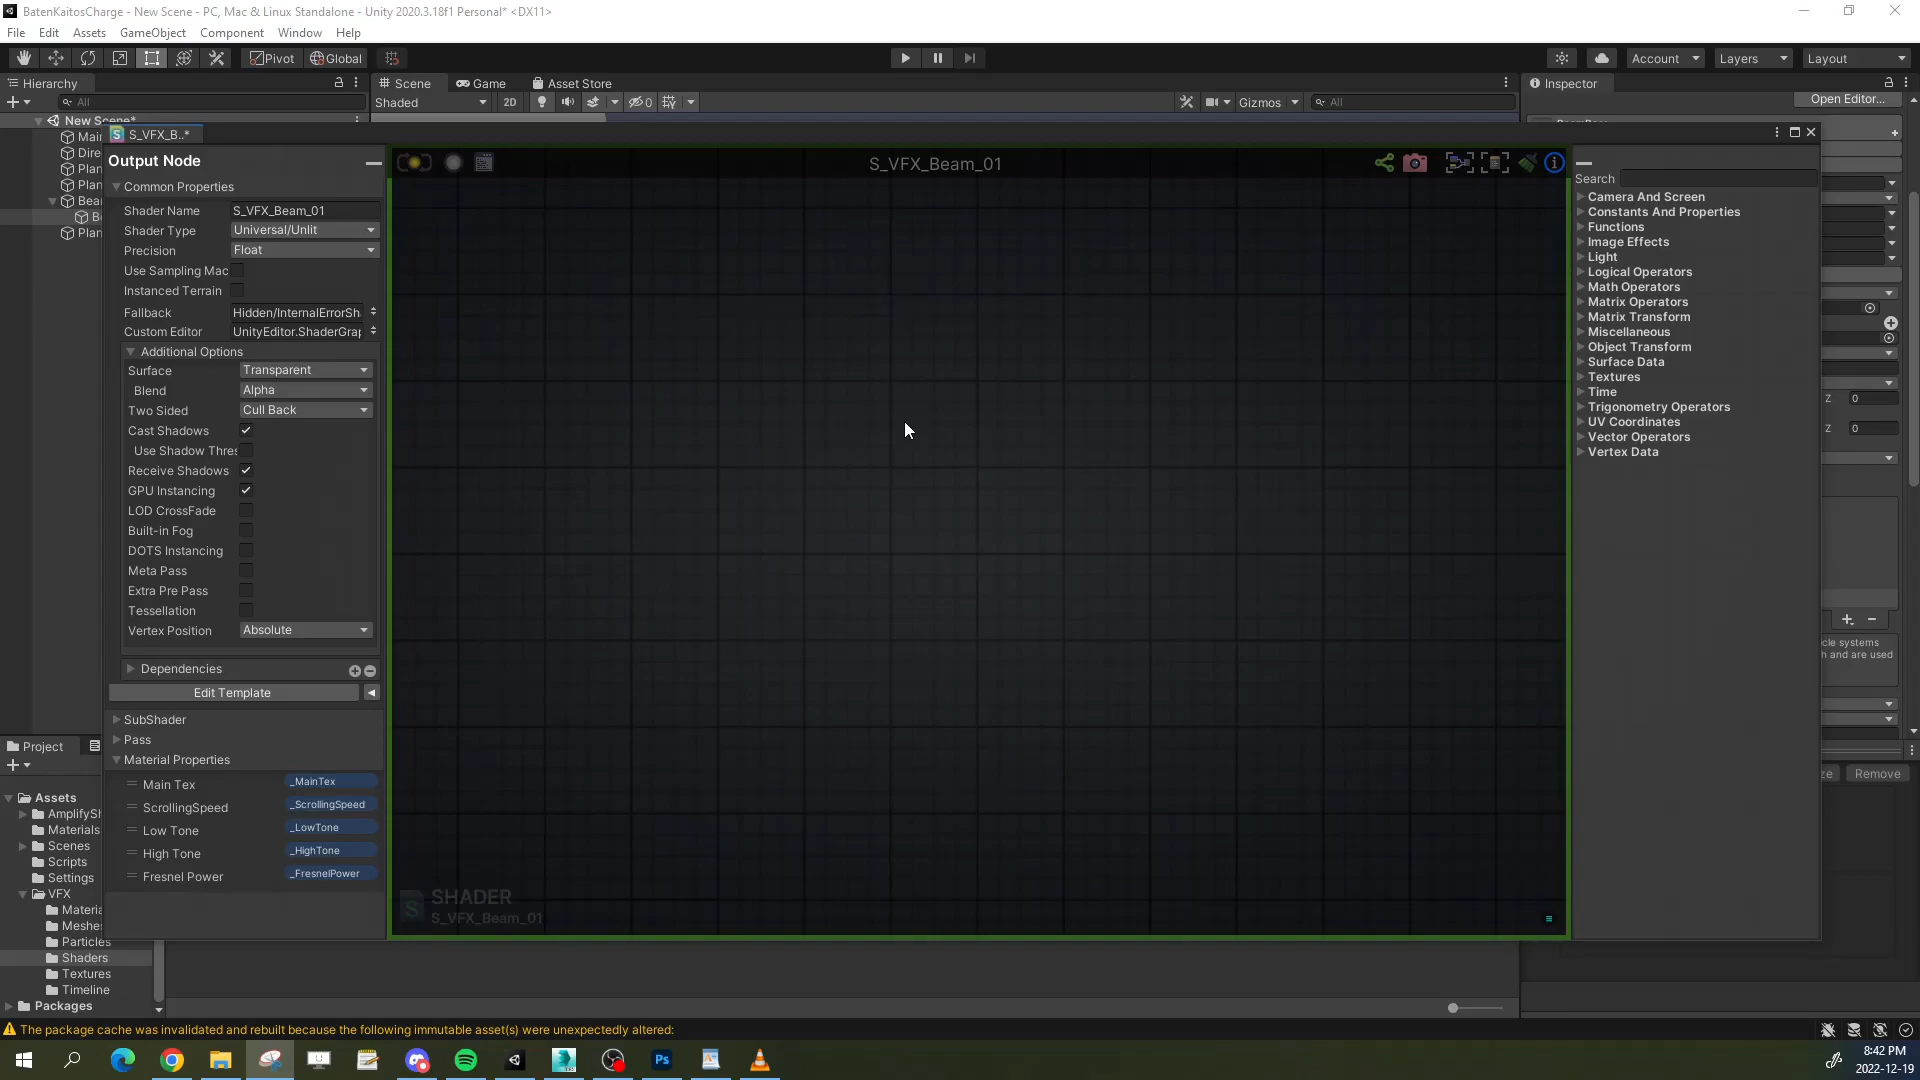 BatenKaitosCharge - New Scene - PC, Mac & Linux Standalone - Unity 2020.3.18f1 Personal* <DX11>
File Edit Assets GameObject Component Window Help
Pivot Global Account Layers Layout
Hierarchy Scene Game Asset Store Inspector
All Shaded 2D 0 Gizmos All Open Editor...
New Scene*
S_VFX_B..*
Output Node
S_VFX_Beam_01
Common Properties
Shader Name S_VFX_Beam_01
Shader Type Universal/Unlit
Precision Float
Use Sampling Mac
Instanced Terrain
Fallback Hidden/InternalErrorSh
Custom Editor UnityEditor.ShaderGrap
Additional Options
Surface Transparent
Blend Alpha
Two Sided Cull Back
Cast Shadows
Use Shadow Thres
Receive Shadows
GPU Instancing
LOD CrossFade
Built-in Fog
DOTS Instancing
Meta Pass
Extra Pre Pass
Tessellation
Vertex Position Absolute
Dependencies
Edit Template
SubShader
Pass
Material Properties
Main Tex _MainTex
ScrollingSpeed _ScrollingSpeed
Low Tone _LowTone
High Tone _HighTone
Fresnel Power _FresnelPower
SHADER
S_VFX_Beam_01
Search
Camera And Screen
Constants And Properties
Functions
Image Effects
Light
Logical Operators
Math Operators
Matrix Operators
Matrix Transform
Miscellaneous
Object Transform
Surface Data
Textures
Time
Trigonometry Operators
UV Coordinates
Vector Operators
Vertex Data
Z 0
Z 0
cle systems
h and are used
ze Remove
Main
Dire
Plan
Plan
Bea
Be
Plan
Project
Assets
AmplifySh
Materials
Scenes
Scripts
Settings
VFX
Materia
Meshes
Particles
Shaders
Textures
Timeline
Packages
The package cache was invalidated and rebuilt because the following immutable asset(s) were unexpectedly altered:
Ps
8:42 PM
2022-12-19